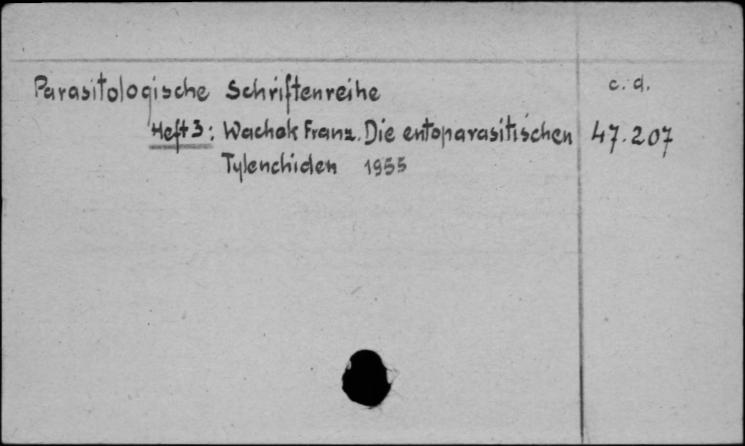 Parasitologische Schriftenreihe c. d.
Heft 3: Wachek Franz. Die entoparasitischen 47.207
Tylenchiden 1955